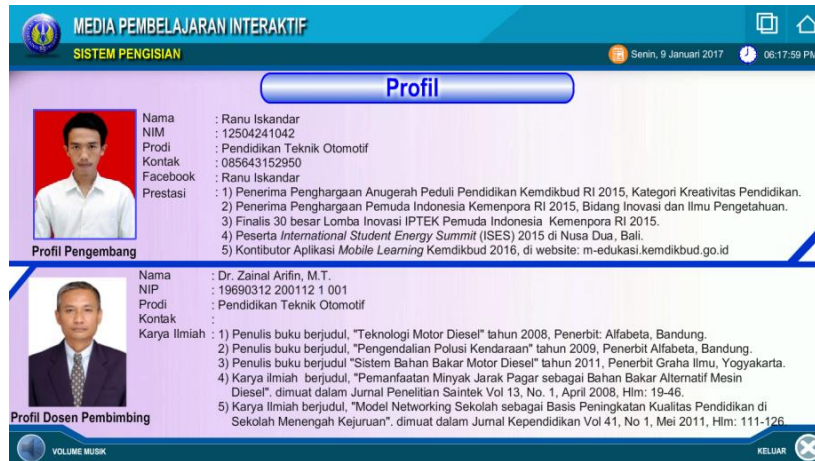 MEDIA PEMBELAJARAN INTERAKTIF
SISTEM PENGISIAN
Senin, 9 Januari 2017
06:17:59 PM
Profil
Nama : Ranu Iskandar
NIM : 12504241042
Prodi : Pendidikan Teknik Otomotif
Kontak : 085643152950
Facebook : Ranu Iskandar
Prestasi : 1) Penerima Penghargaan Anugerah Peduli Pendidikan Kemdikbud RI 2015, Kategori Kreativitas Pendidikan.
2) Penerima Penghargaan Pemuda Indonesia Kemenpora RI 2015, Bidang Inovasi dan Ilmu Pengetahuan.
3) Finalis 30 besar Lomba Inovasi IPTEK Pemuda Indonesia Kemenpora RI 2015.
4) Peserta International Student Energy Summit (ISES) 2015 di Nusa Dua, Bali.
5) Kontibutor Aplikasi Mobile Learning Kemdikbud 2016, di website: m-edukasi.kemdikbud.go.id
Profil Pengembang
Nama : Dr. Zainal Arifin, M.T.
NIP : 19690312 200112 1 001
Prodi : Pendidikan Teknik Otomotif
Kontak :
Karya Ilmiah : 1) Penulis buku berjudul, "Teknologi Motor Diesel" tahun 2008, Penerbit: Alfabeta, Bandung.
2) Penulis buku berjudul, "Pengendalian Polusi Kendaraan" tahun 2009, Penerbit Alfabeta, Bandung.
3) Penulis buku berjudul "Sistem Bahan Bakar Motor Diesel" tahun 2011, Penerbit Graha Ilmu, Yogyakarta.
4) Karya ilmiah berjudul, "Pemanfaatan Minyak Jarak Pagar sebagai Bahan Bakar Alternatif Mesin
Diesel". dimuat dalam Jurnal Penelitian Saintek Vol 13, No. 1, April 2008, Hlm: 19-46.
5) Karya Ilmiah berjudul, "Model Networking Sekolah sebagai Basis Peningkatan Kualitas Pendidikan di
Sekolah Menengah Kejuruan". dimuat dalam Jurnal Kependidikan Vol 41, No 1, Mei 2011, Hlm: 111-126.
Profil Dosen Pembimbing
VOLUME MUSIK
KELUAR